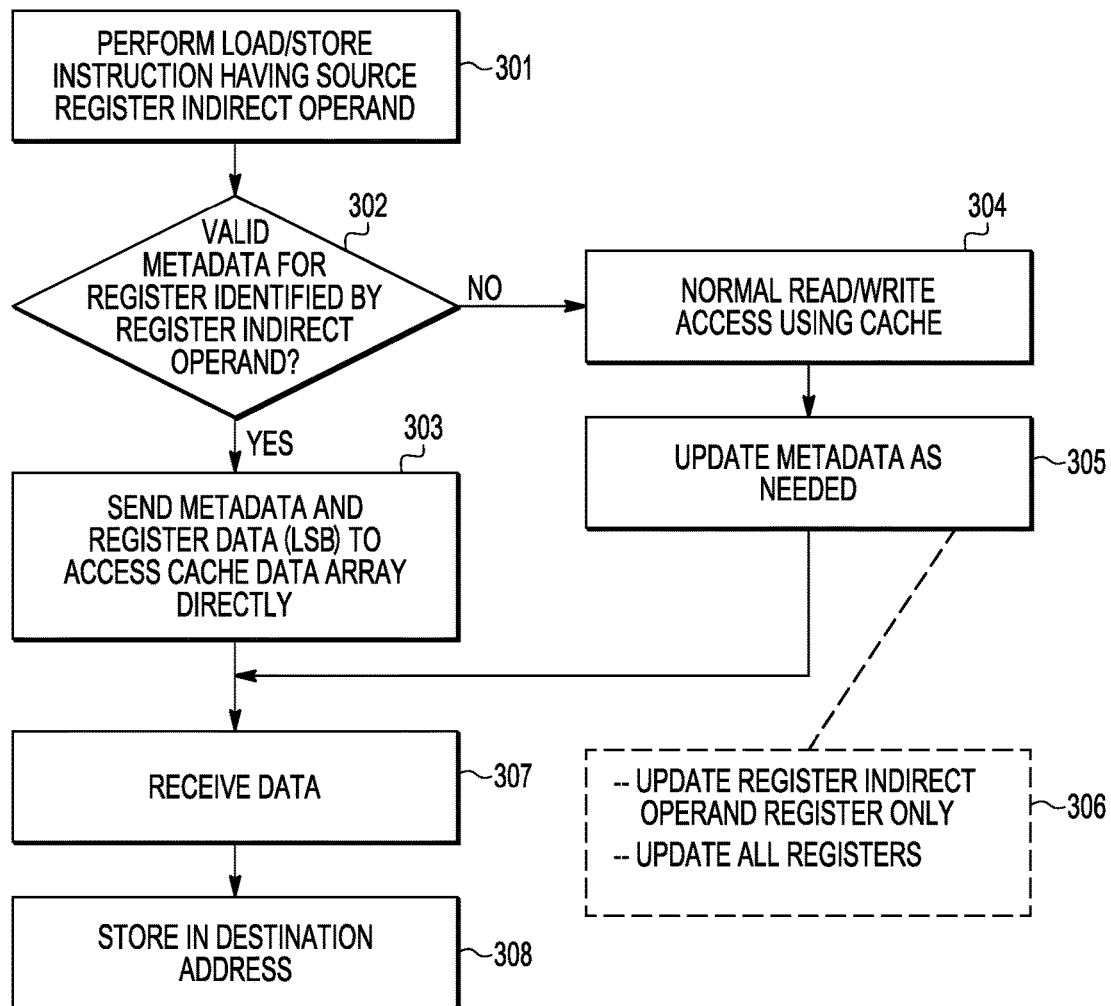 PERFORM LOAD/STORE
INSTRUCTION HAVING SOURCE
REGISTER INDIRECT OPERAND
301
302
VALID
METADATA FOR
REGISTER IDENTIFIED BY
REGISTER INDIRECT
OPERAND?
NO
304
NORMAL READ/WRITE
ACCESS USING CACHE
YES
303
SEND METADATA AND
REGISTER DATA (LSB) TO
ACCESS CACHE DATA ARRAY
DIRECTLY
UPDATE METADATA AS
NEEDED
305
-- UPDATE REGISTER INDIRECT
OPERAND REGISTER ONLY
-- UPDATE ALL REGISTERS
306
RECEIVE DATA
307
STORE IN DESTINATION
ADDRESS
308